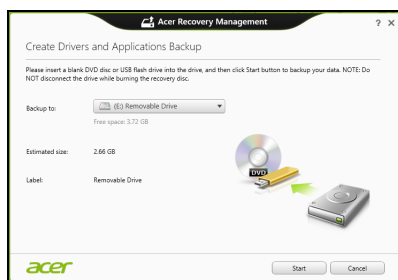 Acer Recovery Management
? ×
Create Drivers and Applications Backup
Please insert a blank DVD disc or USB flash drive into the drive, and then click Start button to backup your data. NOTE: Do
NOT disconnect the drive while burning the recovery disc.
Backup to: (E:) Removable Drive
Free space: 3.72 GB
Estimated size: 2.66 GB
DVD
Label: Removable Drive
acer Start Cancel